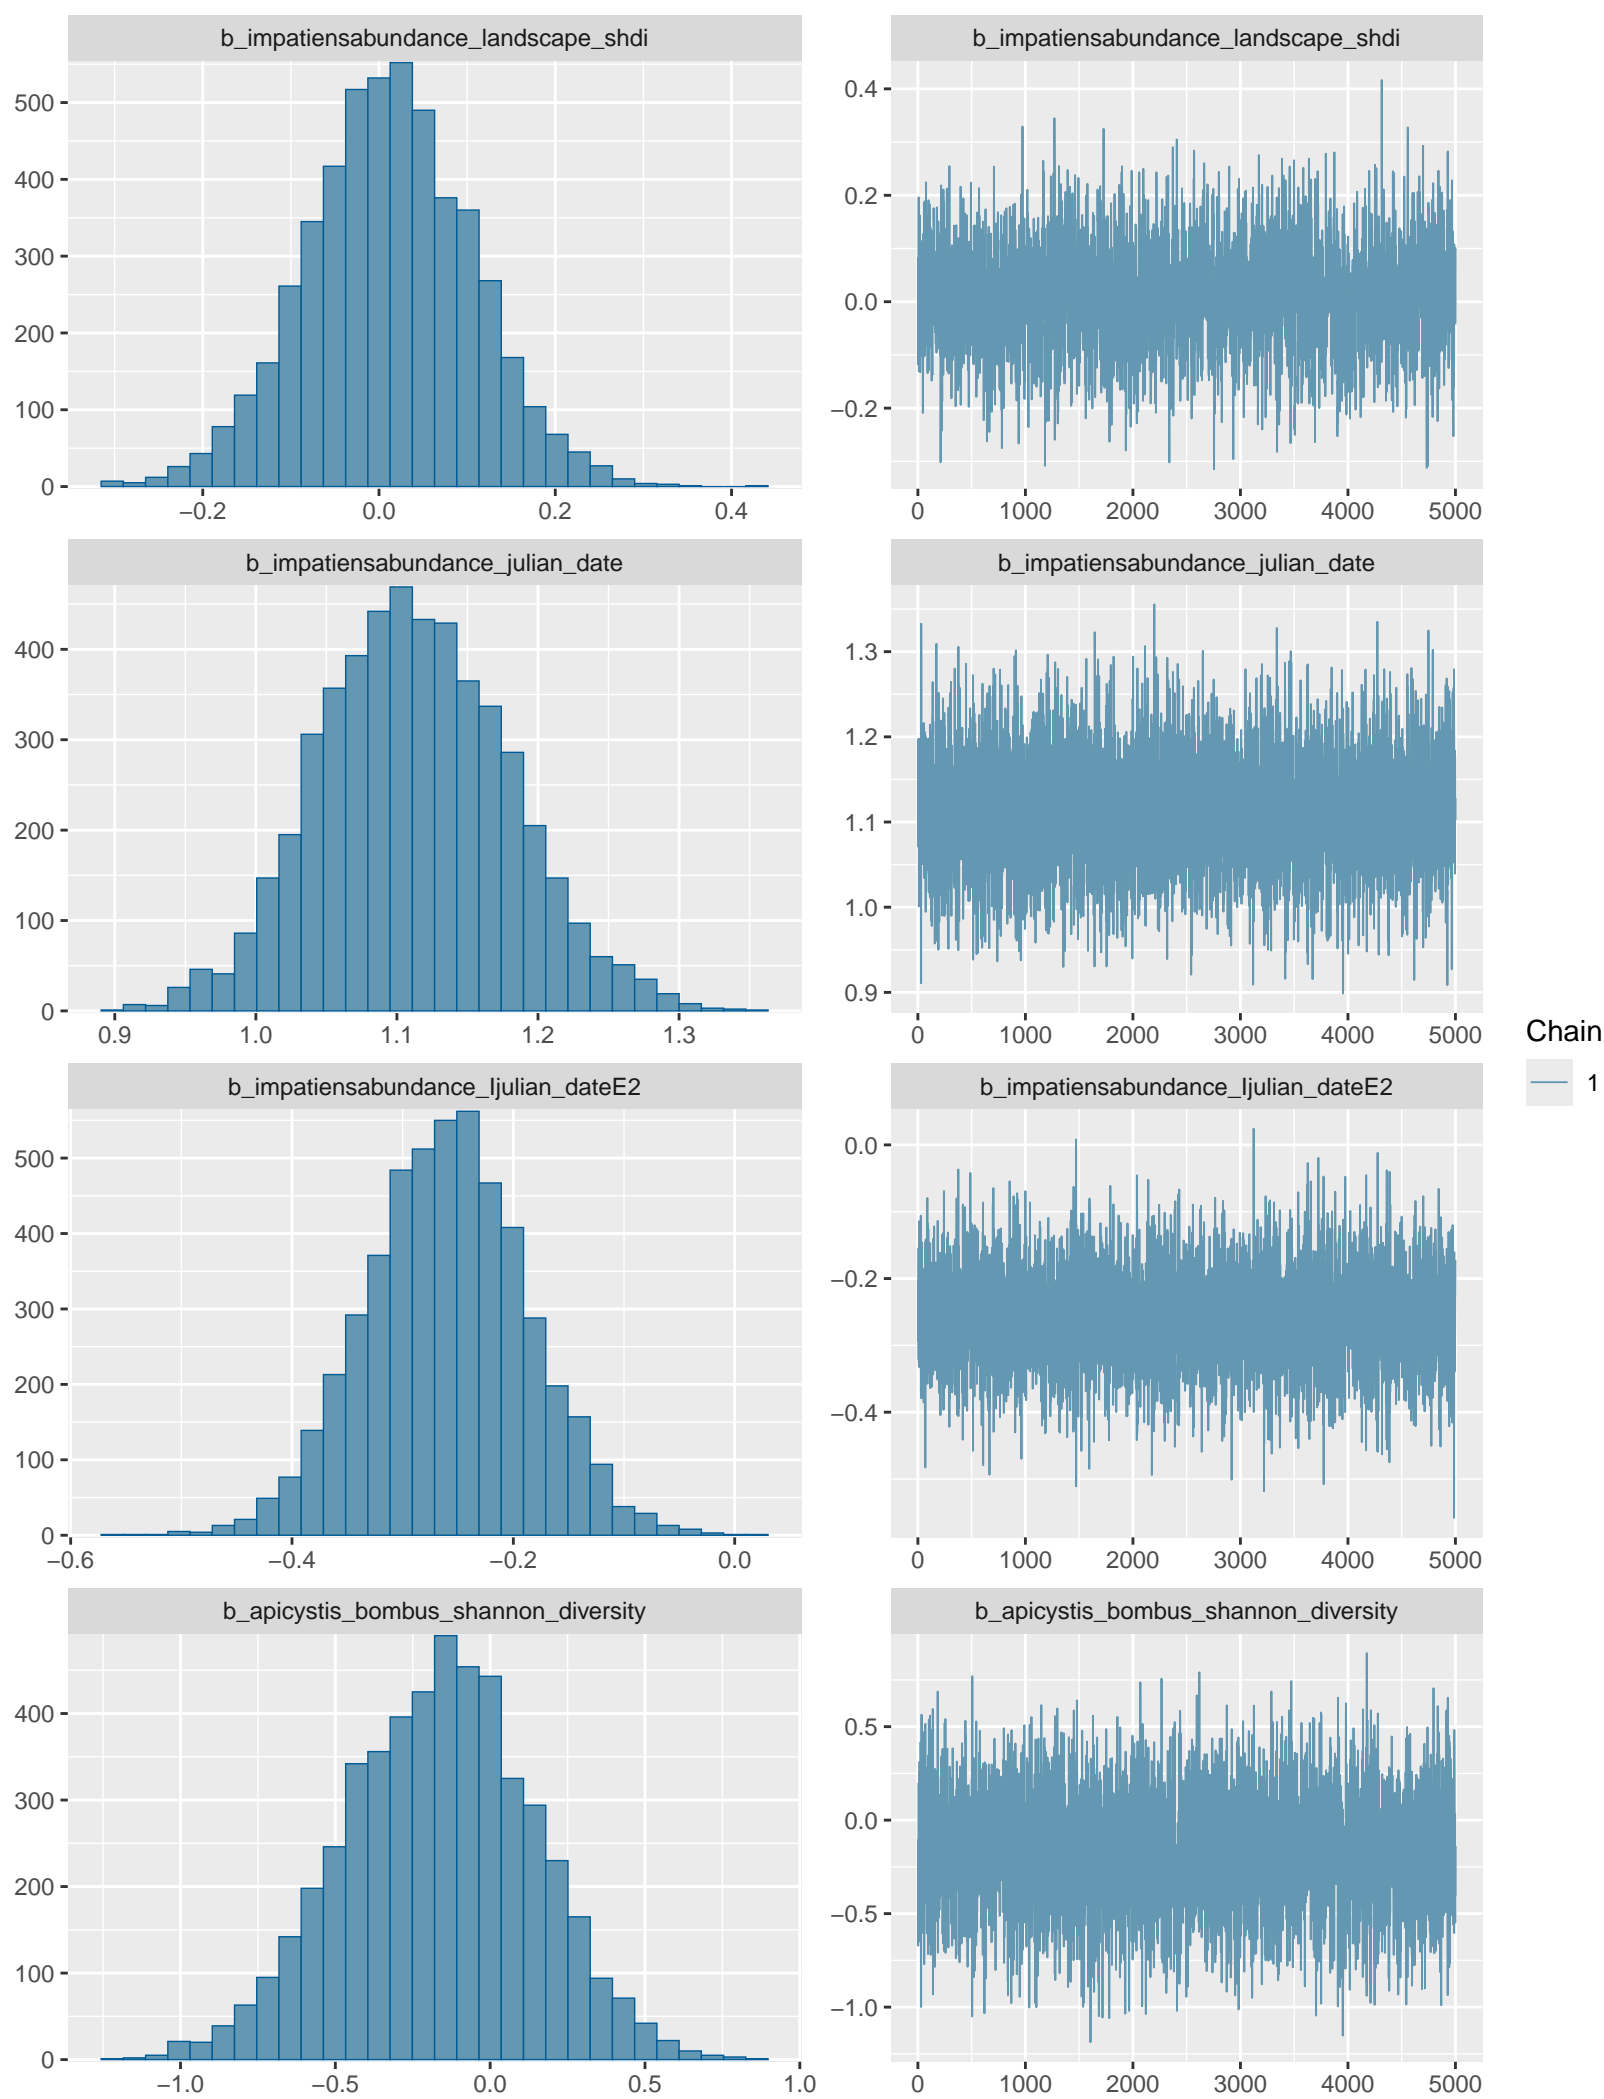 b_impatiensabundance_landscape_shdi
500
400
300
200
100
0
−0.2 0.0 0.2 0.4
b_impatiensabundance_landscape_shdi
0.4
0.2
0.0
−0.2
0 1000 2000 3000 4000 5000
b_impatiensabundance_julian_date
400
300
200
100
0
0.9 1.0 1.1 1.2 1.3
b_impatiensabundance_julian_date
1.3
1.2
1.1
1.0
0.9
0 1000 2000 3000 4000 5000
b_impatiensabundance_Ijulian_dateE2
500
400
300
200
100
0
−0.6 −0.4 −0.2 0.0
b_impatiensabundance_Ijulian_dateE2
0.0
−0.2
−0.4
0 1000 2000 3000 4000 5000
b_apicystis_bombus_shannon_diversity
400
300
200
100
0
−1.0 −0.5 0.0 0.5 1.0
b_apicystis_bombus_shannon_diversity
0.5
0.0
−0.5
−1.0
0 1000 2000 3000 4000 5000
Chain
1